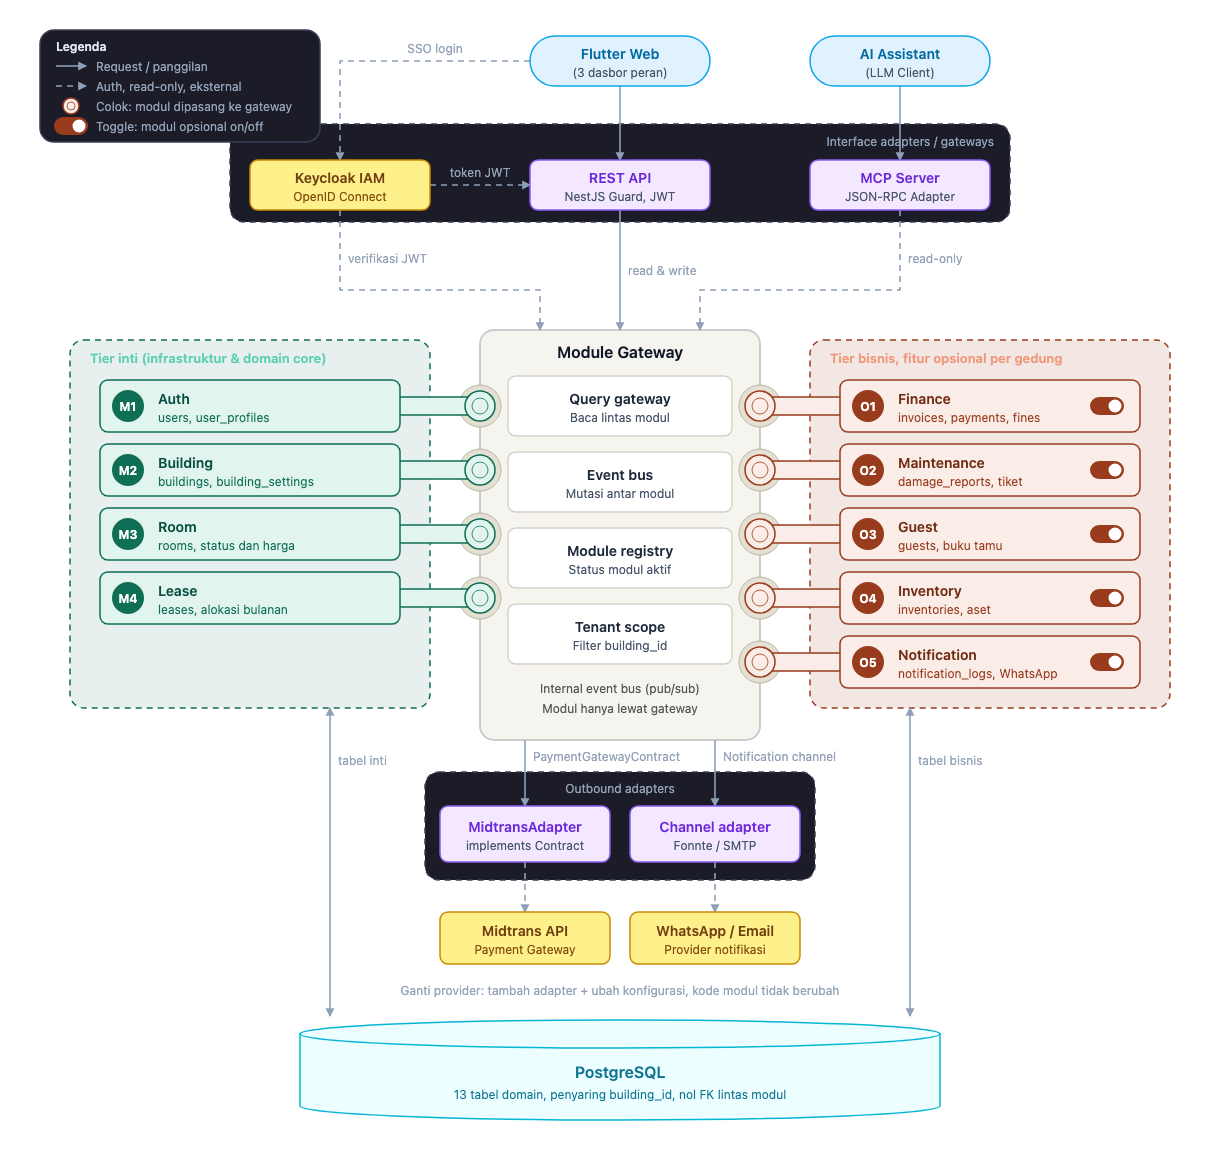 Legenda
Request / panggilan
Auth, read-only, eksternal
Colok: modul dipasang ke gateway
Toggle: modul opsional on/off
SSO login
Flutter Web
(3 dasbor peran)
AI Assistant
(LLM Client)
Interface adapters / gateways
Keycloak IAM
OpenID Connect
token JWT
REST API
NestJS Guard, JWT
MCP Server
JSON-RPC Adapter
verifikasi JWT
read & write
read-only
Tier inti (infrastruktur & domain core)
M1
Auth
users, user_profiles
M2
Building
buildings, building_settings
M3
Room
rooms, status dan harga
M4
Lease
leases, alokasi bulanan
Module Gateway
Query gateway
Baca lintas modul
Event bus
Mutasi antar modul
Module registry
Status modul aktif
Tenant scope
Filter building_id
Internal event bus (pub/sub)
Modul hanya lewat gateway
Tier bisnis, fitur opsional per gedung
O1
Finance
invoices, payments, fines
O2
Maintenance
damage_reports, tiket
O3
Guest
guests, buku tamu
O4
Inventory
inventories, aset
O5
Notification
notification_logs, WhatsApp
tabel inti
PaymentGatewayContract
Notification channel
tabel bisnis
Outbound adapters
MidtransAdapter
implements Contract
Channel adapter
Fonnte / SMTP
Midtrans API
Payment Gateway
WhatsApp / Email
Provider notifikasi
Ganti provider: tambah adapter + ubah konfigurasi, kode modul tidak berubah
PostgreSQL
13 tabel domain, penyaring building_id, nol FK lintas modul